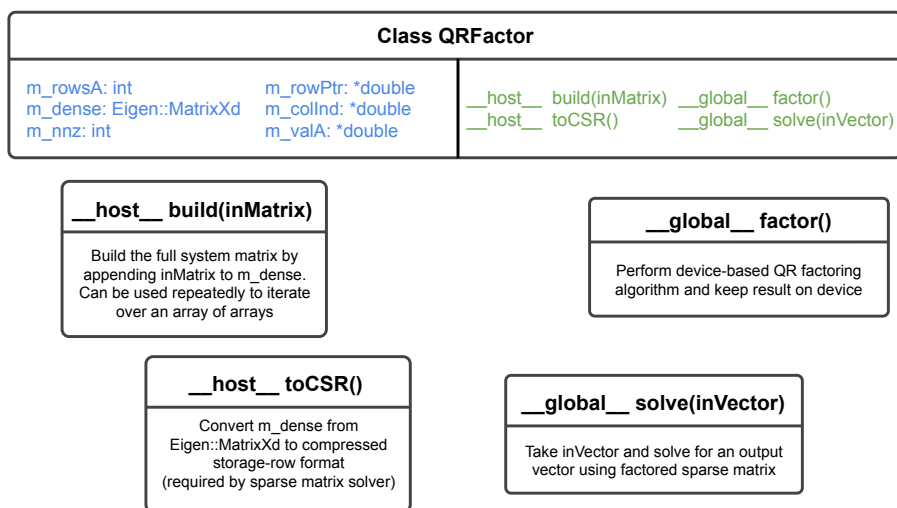 Class QRFactor
m_rowsA: int
m_dense: Eigen::MatrixXd
m_nnz: int
m_rowPtr: *double
m_colInd: *double
m_valA: *double
__host__ build(inMatrix)
__host__ toCSR()
__global__ factor()
__global__ solve(inVector)
__host__ build(inMatrix)
Build the full system matrix by
appending inMatrix to m_dense.
Can be used repeatedly to iterate
over an array of arrays
__global__ factor()
Perform device-based QR factoring
algorithm and keep result on device
__host__ toCSR()
Convert m_dense from
Eigen::MatrixXd to compressed
storage-row format
(required by sparse matrix solver)
__global__ solve(inVector)
Take inVector and solve for an output
vector using factored sparse matrix